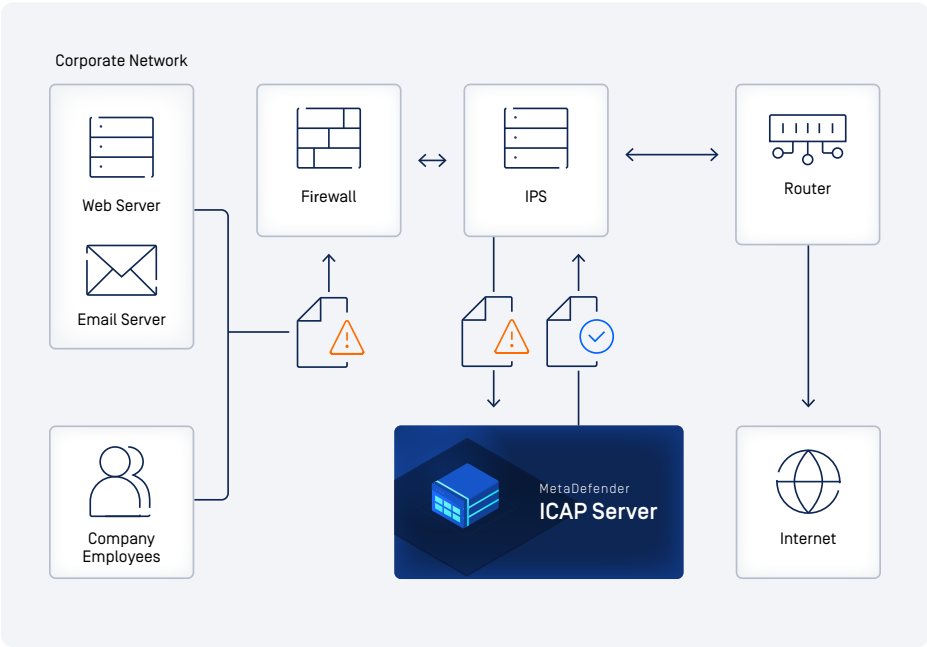 Corporate Network
Web Server
Email Server
Firewall
IPS
Router
Company
Employees
MetaDefender
ICAP Server
Internet